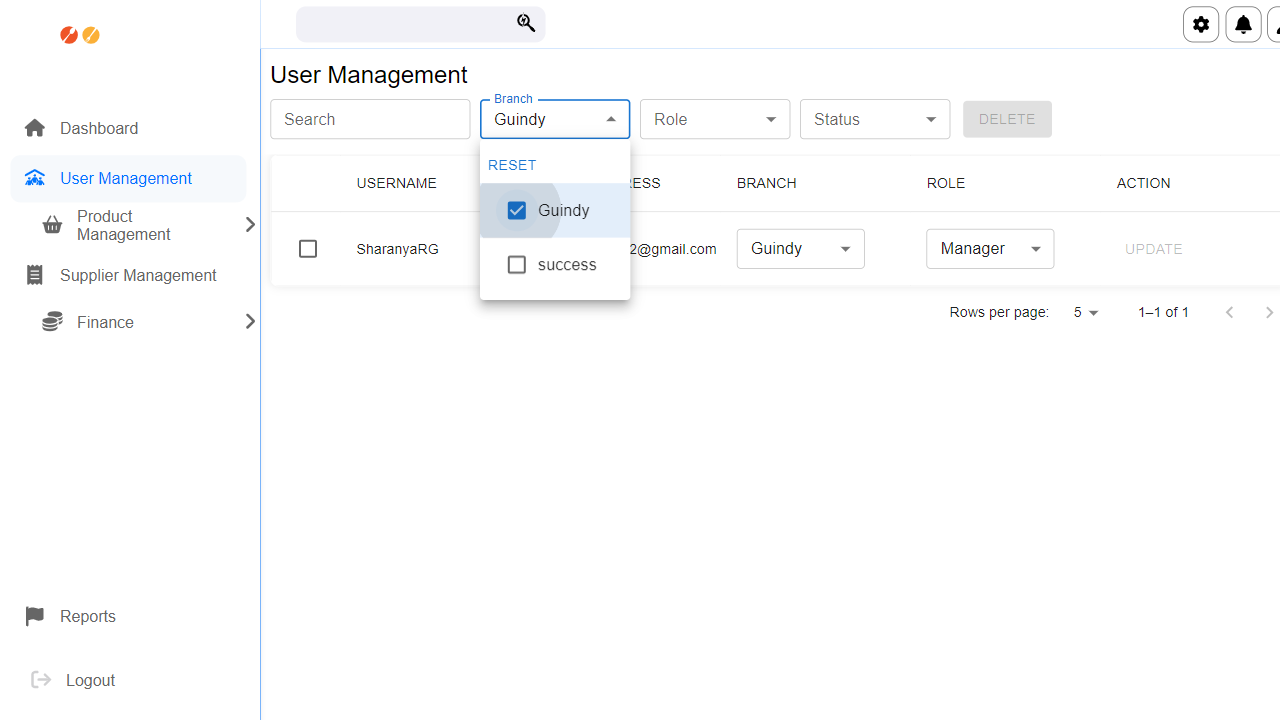 User Management
Branch
Search
Guindy
Role
Status
DELETE
Dashboard
User Management
Product
Management
Supplier Management
Finance
Reports
Logout
RESET
Guindy
success
USERNAME
BRANCH
ROLE
ACTION
SharanyaRG
2@gmail.com
Guindy
Manager
UPDATE
Rows per page:
5
1–1 of 1